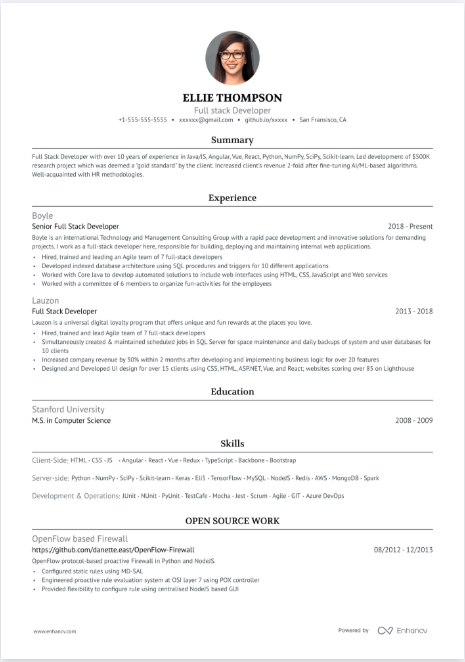 ELLIE THOMPSON
Full stack Developer
+1-555-555-5555 • xxxxxx@gmail.com • github.io/xxxxx • San Fransisco, CA
Summary
Full Stack Developer with over 10 years of experience in Java/JS, Angular, Vue, React, Python, NumPy, SciPy, Scikit-learn. Led development of $500K
research project which was deemed a "gold standard" by the client. Increased client's revenue 2-fold after fine-tuning AI/ML-based algorithms.
Well-acquainted with HR methodologies.
Experience
Boyle
Senior Full Stack Developer 2018 - Present
Boyle is an International Technology and Management Consulting Group with a rapid pace development and innovative solutions for demanding
projects. I work as a full-stack developer here, responsible for building, deploying and maintaining internal web applications.
• Hired, trained and leading an Agile team of 7 full-stack developers
• Developed indexed database architecture using SQL procedures and triggers for 10 different applications
• Worked with Core Java to develop automated solutions to include web interfaces using HTML, CSS, JavaScript and Web services
• Worked with a committee of 6 members to organize fun-activities for the employees
Lauzon
Full Stack Developer 2013 - 2018
Lauzon is a universal digital loyalty program that offers unique and fun rewards at the places you love.
• Hired, trained and lead Agile team of 7 full-stack developers
• Simultaneously created & maintained scheduled jobs in SQL Server for space maintenance and daily backups of system and user databases for
10 clients
• Increased company revenue by 50% within 2 months after developing and implementing business logic for over 20 features
• Designed and Developed UI design for over 15 clients using CSS, HTML, ASP.NET, Vue, and React; websites scoring over 85 on Lighthouse
Education
Stanford University
M.S. in Computer Science 2008 - 2009
Skills
Client-Side: HTML • CSS • JS • Angular • React • Vue • Redux • TypeScript • Backbone • Bootstrap
Server-side: Python • NumPy • SciPy • Scikit-learn • Keras • Eli5 • TensorFlow • MySQL • NodeJS • Redis • AWS • MongoDB • Spark
Development & Operations: JUnit • NUnit • PyUnit • TestCafe • Mocha • Jest • Scrum • Agile • GIT • Azure DevOps
OPEN SOURCE WORK
OpenFlow based Firewall
https://github.com/danette.east/OpenFlow-Firewall 08/2012 - 12/2013
OpenFlow protocol-based proactive Firewall in Python and NodeJS.
• Configured static rules using MD-SAL
• Engineered proactive rule evaluation system at OSI layer 7 using POX controller
• Provided flexibility to configure rule using centralised NodeJS based GUI
www.enhancv.com Powered by Enhancv